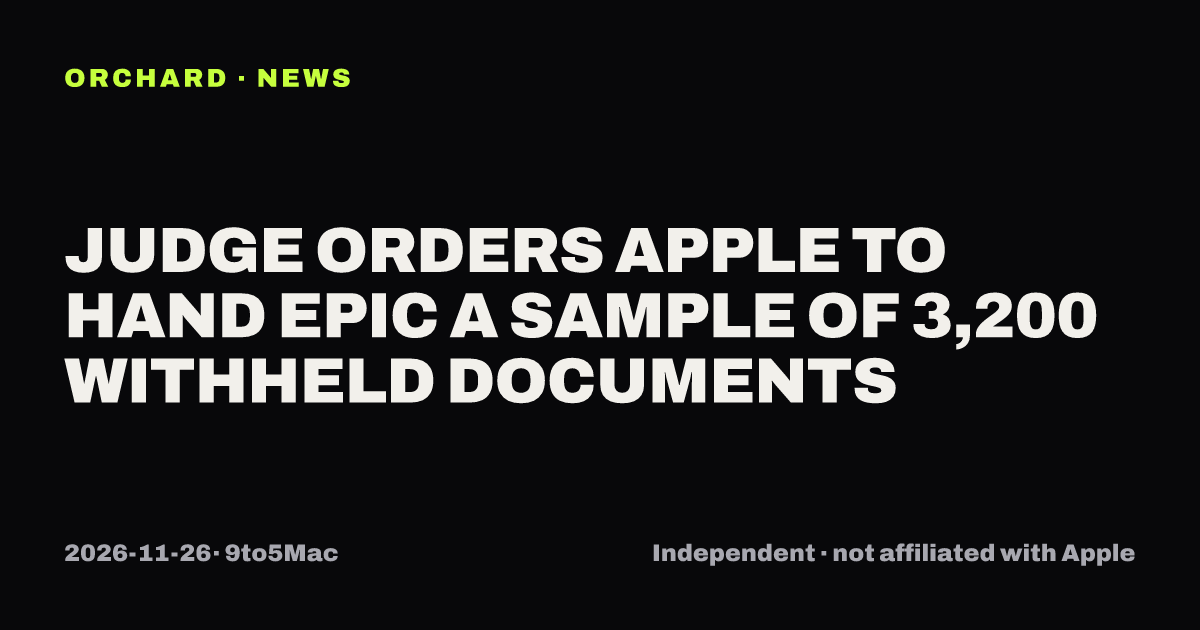 ORCHARD · NEWS
JUDGE ORDERS APPLE TO
HAND EPIC A SAMPLE OF 3,200
WITHHELD DOCUMENTS
2026-11-26 · 9to5Mac
Independent · not affiliated with Apple